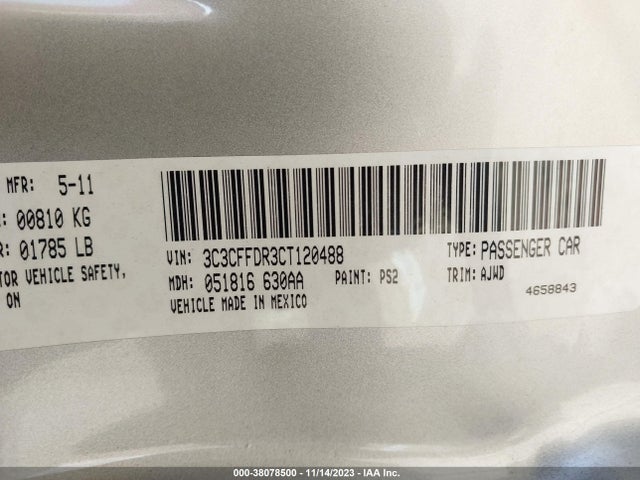 MFR: 5-11
: 00810 KG
R: 01785 LB
TOR VEHICLE SAFETY,
ON
VIN: 3C3CFFDR3CT120488
TYPE: PASSENGER CAR
MDH: 051816 630AA
PAINT: PS2
TRIM: AJWD
VEHICLE MADE IN MEXICO
4658843
000-38078500 - 11/14/2023 - IAA Inc.